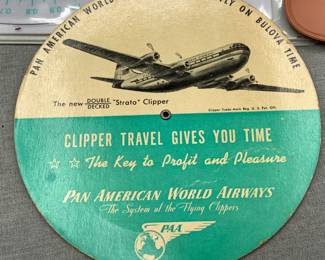 PAN AMERICAN WORLD
LY ON BULOVA TIME
The new DOUBLE DECKED "Strato" Clipper
Clipper Trade Mark Reg. U. S. Pat. Off.
CLIPPER TRAVEL GIVES YOU TIME
☆ ☆ The Key to Profit and Pleasure
PAN AMERICAN WORLD AIRWAYS
The System of the Flying Clippers
PAA